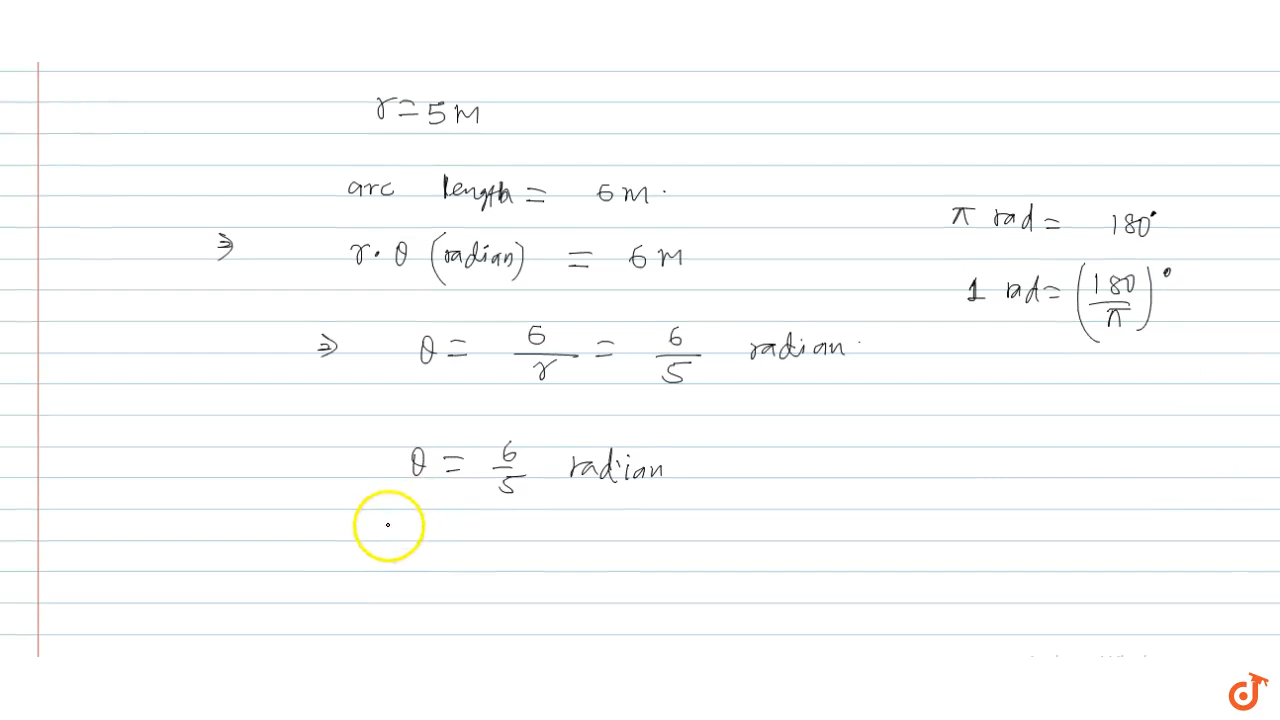 r = 5 m
arc length = 6 m.
⇒ r · θ (radian) = 6 m
π rad = 180°
1 rad = (180/π)°
⇒ θ = 6/r = 6/5 radian.
θ = 6/5 radian